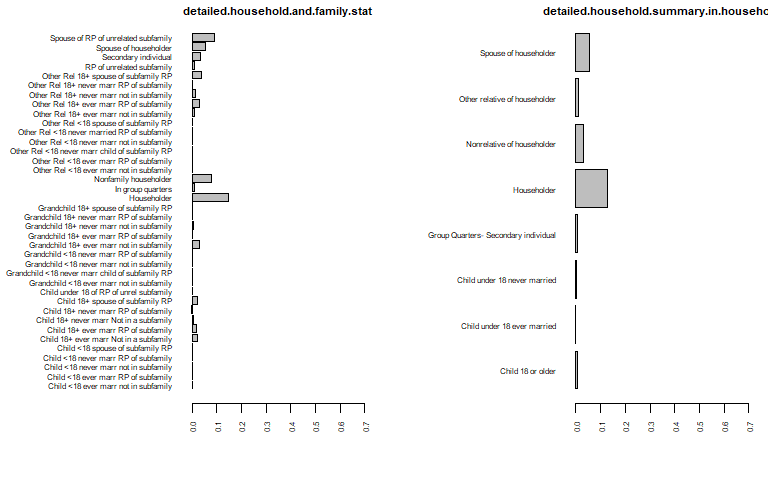 detailed.household.and.family.stat
Spouse of RP of unrelated subfamily
Spouse of householder
Secondary individual
RP of unrelated subfamily
Other Rel 18+ spouse of subfamily RP
Other Rel 18+ never marr RP of subfamily
Other Rel 18+ never marr not in subfamily
Other Rel 18+ ever marr RP of subfamily
Other Rel 18+ ever marr not in subfamily
Other Rel <18 spouse of subfamily RP
Other Rel <18 never married RP of subfamily
Other Rel <18 never marr not in subfamily
Other Rel <18 never marr child of subfamily RP
Other Rel <18 ever marr RP of subfamily
Other Rel <18 ever marr not in subfamily
Nonfamily householder
In group quarters
Householder
Grandchild 18+ spouse of subfamily RP
Grandchild 18+ never marr RP of subfamily
Grandchild 18+ never marr not in subfamily
Grandchild 18+ ever marr RP of subfamily
Grandchild 18+ ever marr not in subfamily
Grandchild <18 never marr RP of subfamily
Grandchild <18 never marr not in subfamily
Grandchild <18 never marr child of subfamily RP
Grandchild <18 ever marr not in subfamily
Child under 18 of RP of unrel subfamily
Child 18+ spouse of subfamily RP
Child 18+ never marr RP of subfamily
Child 18+ never marr Not in a subfamily
Child 18+ ever marr RP of subfamily
Child 18+ ever marr Not in a subfamily
Child <18 spouse of subfamily RP
Child <18 never marr RP of subfamily
Child <18 never marr not in subfamily
Child <18 ever marr RP of subfamily
Child <18 ever marr not in subfamily
0.0 0.1 0.2 0.3 0.4 0.5 0.6 0.7
detailed.household.summary.in.househo
Spouse of householder
Other relative of householder
Nonrelative of householder
Householder
Group Quarters- Secondary individual
Child under 18 never married
Child under 18 ever married
Child 18 or older
0.0 0.1 0.2 0.3 0.4 0.5 0.6 0.7